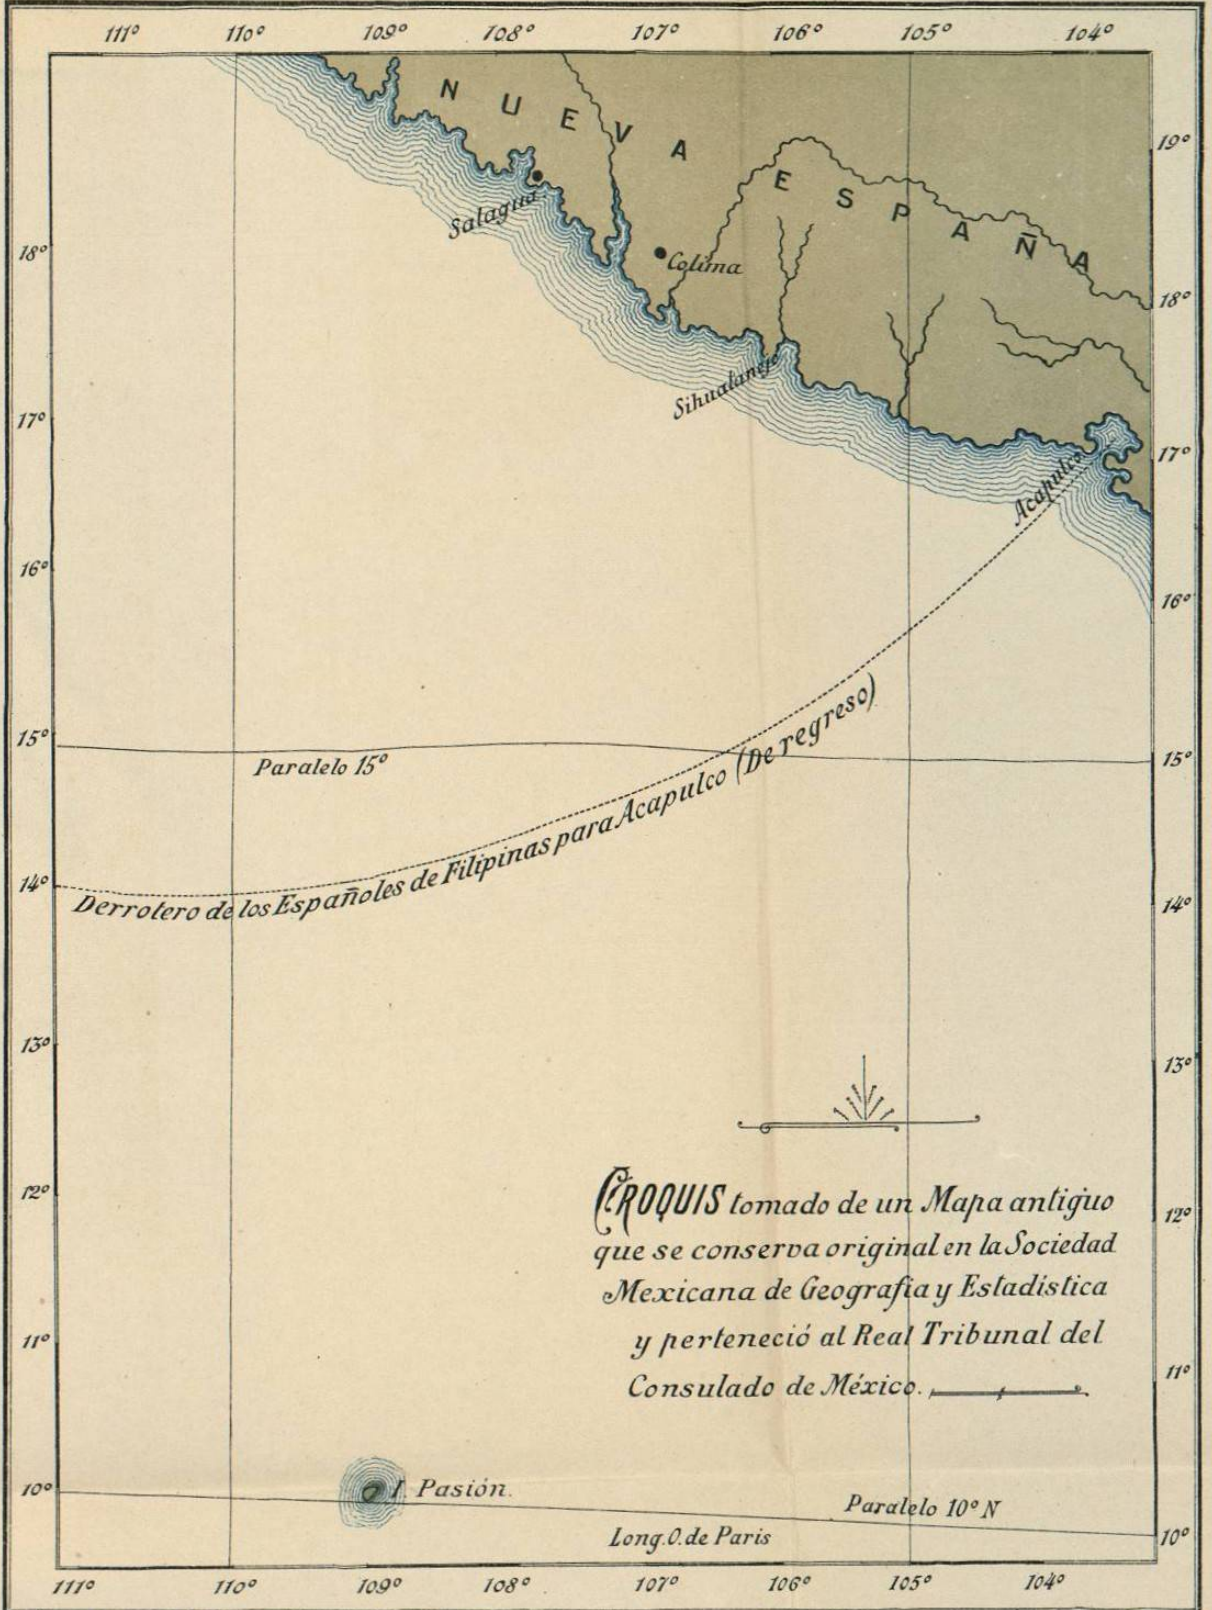 111° 110° 109° 108° 107° 106° 105° 104°
NUEVA ESPAÑA
19°
Salagua
18°
Colima
18°
Sihuatanejo
17°
Acapulco
17°
16°
16°
15°
Paralelo 15°
15°
Derrotero de los Españoles de Filipinas para Acapulco (De regreso)
14°
14°
13°
13°
CROQUIS tomado de un Mapa antiguo
que se conserva original en la Sociedad
Mexicana de Geografía y Estadística
y perteneció al Real Tribunal del
Consulado de México.
12°
12°
11°
11°
10°
I. Pasión.
Paralelo 10° N
10°
Long. O. de Paris
111° 110° 109° 108° 107° 106° 105° 104°